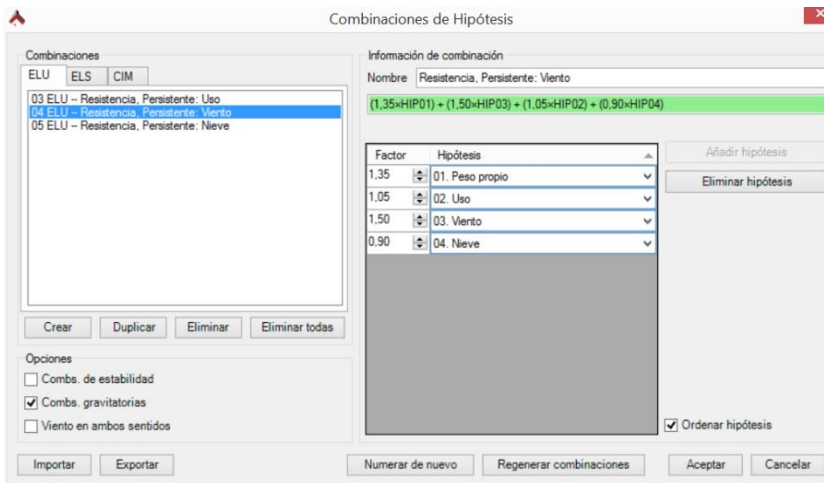 Combinaciones de Hipótesis
Combinaciones
ELU
ELS
CIM
03 ELU -- Resistencia, Persistente: Uso
04 ELU -- Resistencia, Persistente: Viento
05 ELU -- Resistencia, Persistente: Nieve
Crear
Duplicar
Eliminar
Eliminar todas
Opciones
Combs. de estabilidad
Combs. gravitatorias
Viento en ambos sentidos
Importar
Exportar
Información de combinación
Nombre
Resistencia, Persistente: Viento
(1,35×HIP01) + (1,50×HIP03) + (1,05×HIP02) + (0,90×HIP04)
Factor
Hipótesis
1,35
01. Peso propio
1,05
02. Uso
1,50
03. Viento
0,90
04. Nieve
Añadir hipótesis
Eliminar hipótesis
Ordenar hipótesis
Numerar de nuevo
Regenerar combinaciones
Aceptar
Cancelar